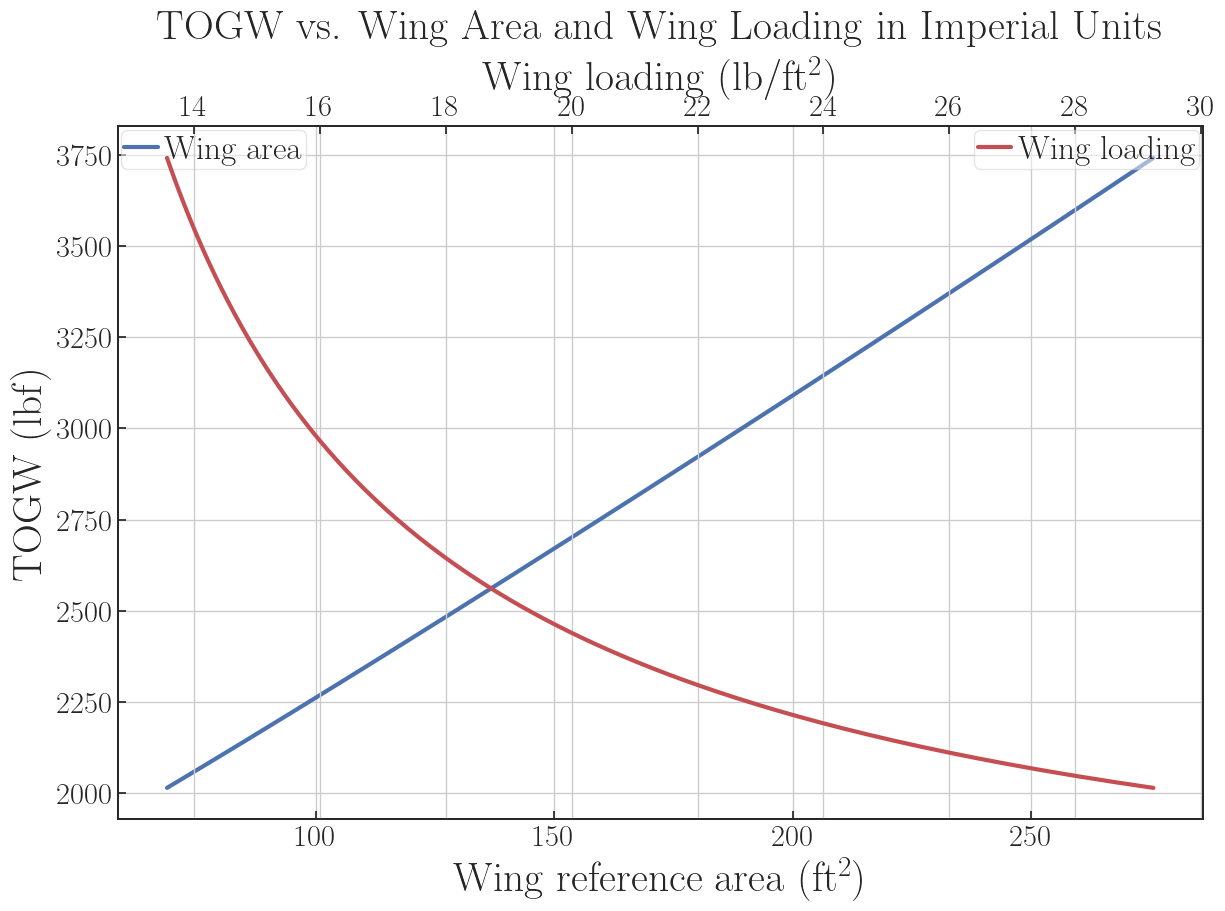 TOGW vs. Wing Area and Wing Loading in Imperial Units
Wing loading (lb/ft²)
14 16 18 20 22 24 26 28 30
Wing area
Wing loading
3750
3500
3250
3000
2750
2500
2250
2000
TOGW (lbf)
100 150 200 250
Wing reference area (ft²)